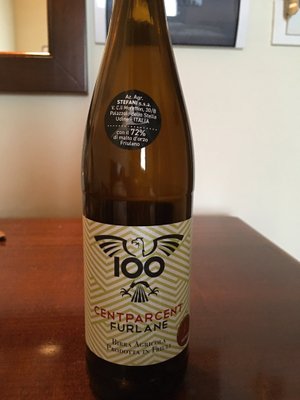 Az. Agr.
STEFANI s.s.a.
30/B
Palazzolo dello Stella
Udine, ITALIA
con il 72%
di malto d'orzo
Friulano
100
CENTPARCENT
FURLANE
BIRRA AGRICOLA
PRODOTTA IN FRIULI